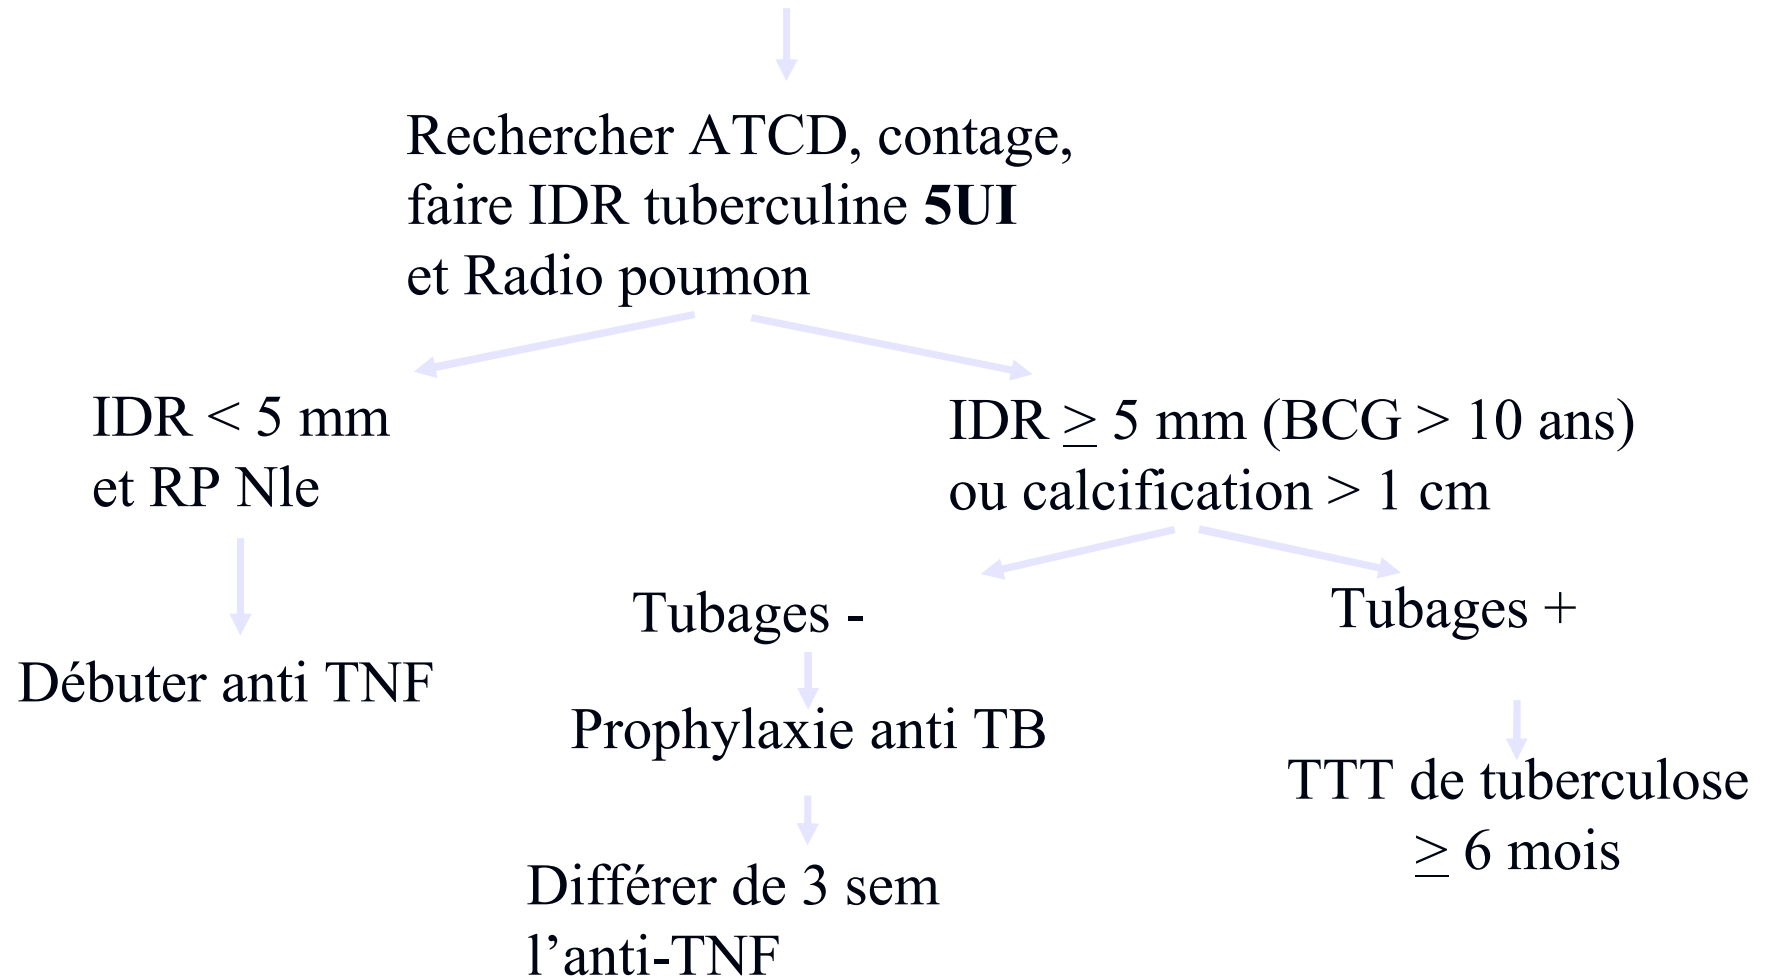 Rechercher ATCD, contage,
faire IDR tuberculine 5UI
et Radio poumon
IDR < 5 mm
et RP Nle
IDR ≥ 5 mm (BCG > 10 ans)
ou calcification > 1 cm
Débuter anti TNF
Tubages -
Prophylaxie anti TB
Différer de 3 sem
l’anti-TNF
Tubages +
TTT de tuberculose
≥ 6 mois